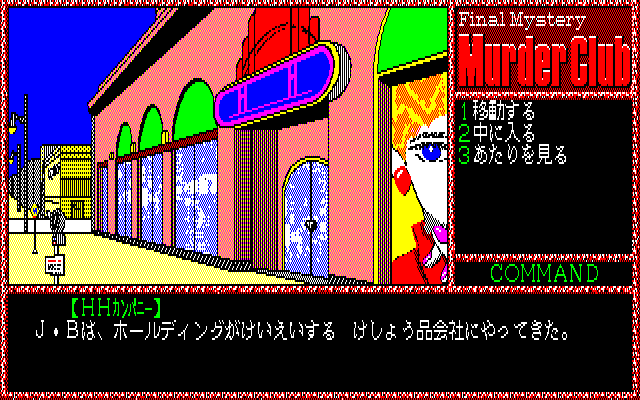 Final Mystery
Murder Club
1 移動する
2 中に入る
3 あたりを見る
COMMAND
【HHカンパニー】
J・Bは、ホールディングがけいえいする　けしょう品会社にやってきた。